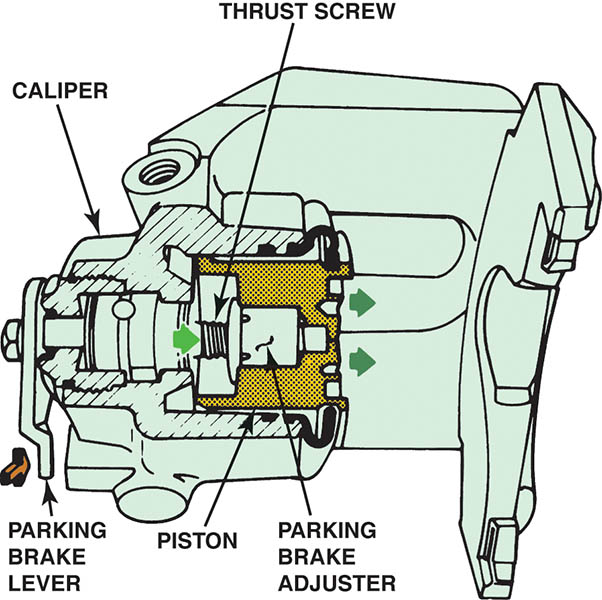 THRUST SCREW
CALIPER
PARKING
BRAKE
LEVER
PISTON
PARKING
BRAKE
ADJUSTER